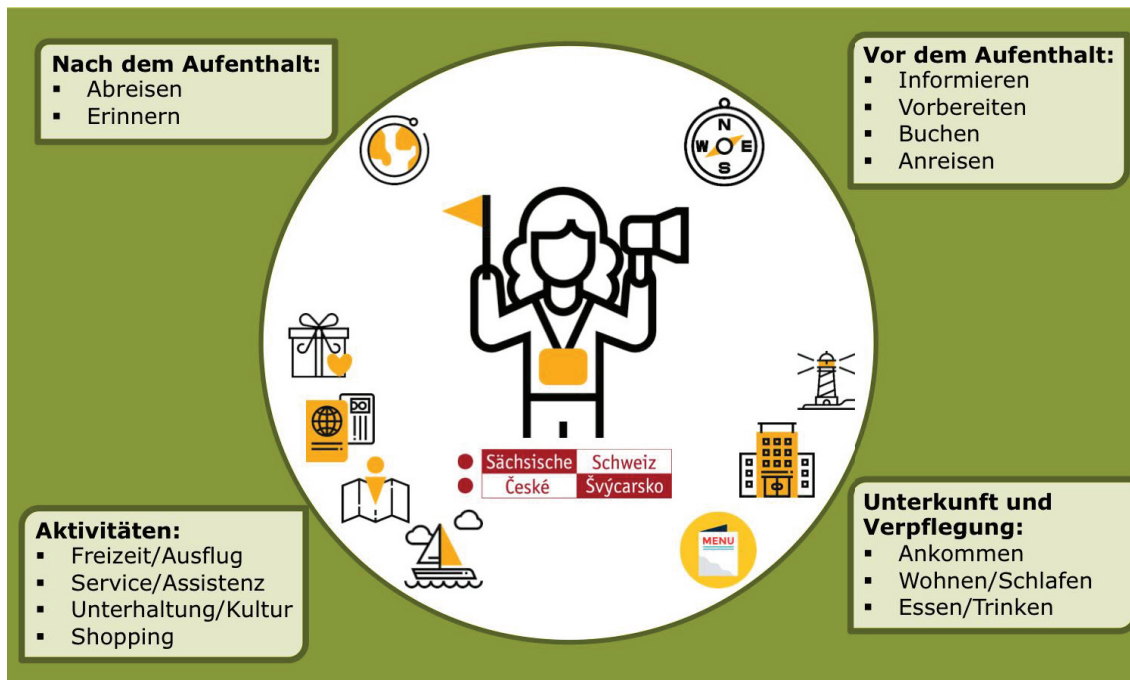 Nach dem Aufenthalt:
▪ Abreisen
▪ Erinnern
Vor dem Aufenthalt:
▪ Informieren
▪ Vorbereiten
▪ Buchen
▪ Anreisen
N
W E
S
Sächsische Schweiz
České Švýcarsko
MENU
Aktivitäten:
▪ Freizeit/Ausflug
▪ Service/Assistenz
▪ Unterhaltung/Kultur
▪ Shopping
Unterkunft und
Verpflegung:
▪ Ankommen
▪ Wohnen/Schlafen
▪ Essen/Trinken